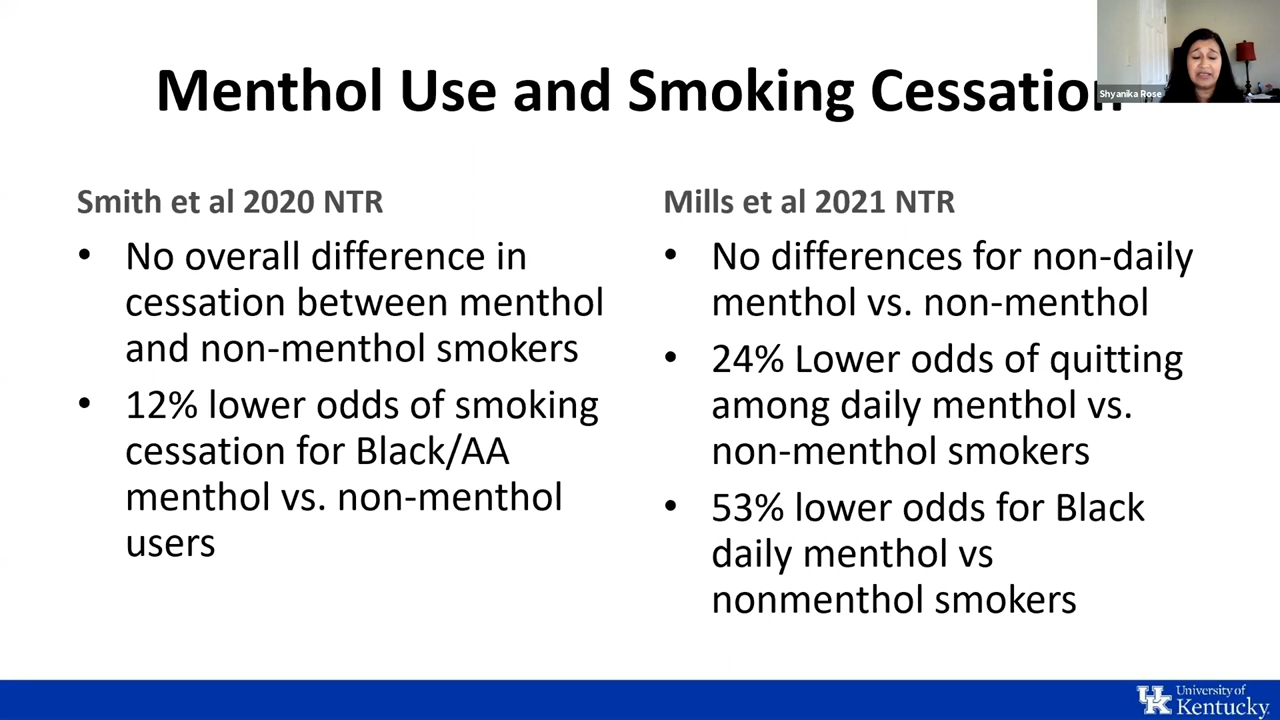 Menthol Use and Smoking Cessation
Shyanika Rose
Smith et al 2020 NTR
• No overall difference in
cessation between menthol
and non-menthol smokers
• 12% lower odds of smoking
cessation for Black/AA
menthol vs. non-menthol
users
Mills et al 2021 NTR
• No differences for non-daily
menthol vs. non-menthol
• 24% Lower odds of quitting
among daily menthol vs.
non-menthol smokers
• 53% lower odds for Black
daily menthol vs
nonmenthol smokers
UK
University of
Kentucky